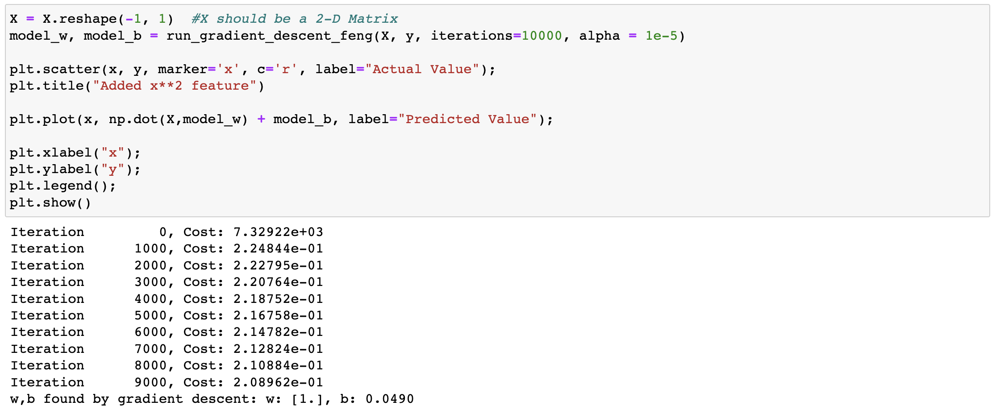 X = X.reshape(-1, 1)  #X should be a 2-D Matrix
model_w, model_b = run_gradient_descent_feng(X, y, iterations=10000, alpha = 1e-5)
plt.scatter(x, y, marker='x', c='r', label="Actual Value");
plt.title("Added x**2 feature")
plt.plot(x, np.dot(X,model_w) + model_b, label="Predicted Value");
plt.xlabel("x");
plt.ylabel("y");
plt.legend();
plt.show()
Iteration         0, Cost: 7.32922e+03
Iteration      1000, Cost: 2.24844e-01
Iteration      2000, Cost: 2.22795e-01
Iteration      3000, Cost: 2.20764e-01
Iteration      4000, Cost: 2.18752e-01
Iteration      5000, Cost: 2.16758e-01
Iteration      6000, Cost: 2.14782e-01
Iteration      7000, Cost: 2.12824e-01
Iteration      8000, Cost: 2.10884e-01
Iteration      9000, Cost: 2.08962e-01
w,b found by gradient descent: w: [1.], b: 0.0490